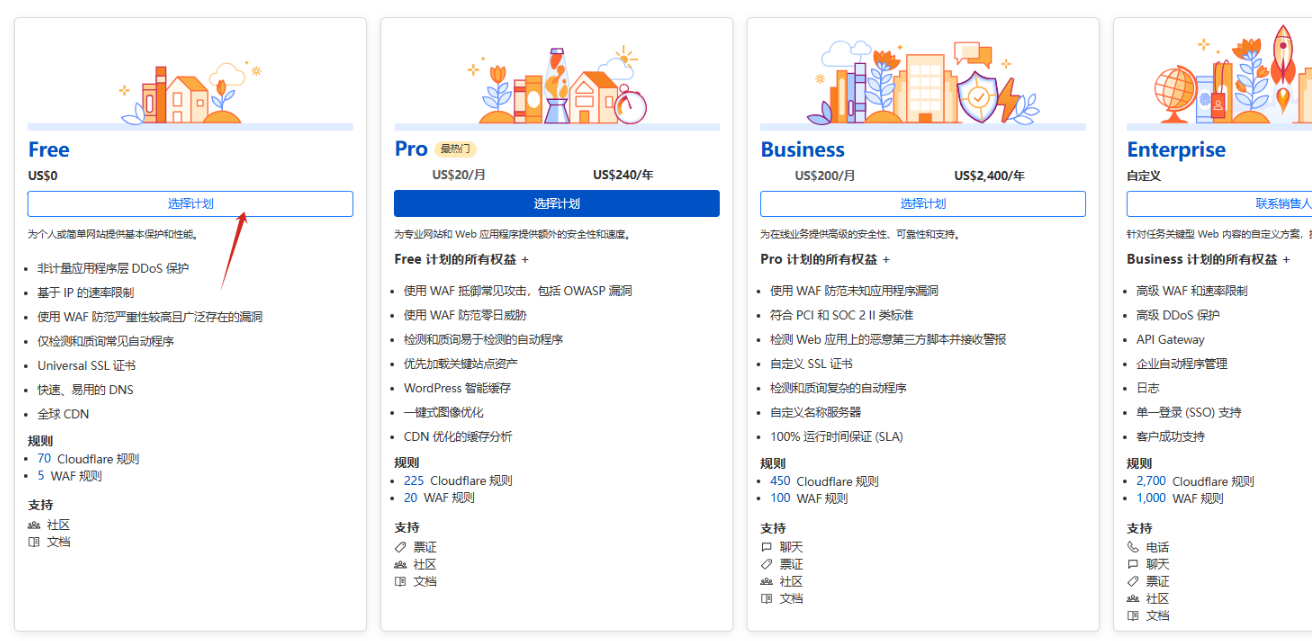 Free
US$0
选择计划
为个人或简单网站提供基本保护和性能。
非计量应用程序层 DDoS 保护
基于 IP 的速率限制
使用 WAF 防范严重性较高且广泛存在的漏洞
仅检测和质询常见自动程序
Universal SSL 证书
快速、易用的 DNS
全球 CDN
规则
70 Cloudflare 规则
5 WAF 规则
支持
社区
文档
Pro 最热门
US$20/月 US$240/年
选择计划
为专业网站和 Web 应用程序提供额外的安全性和速度。
Free 计划的所有权益 +
使用 WAF 抵御常见攻击，包括 OWASP 漏洞
使用 WAF 防范零日威胁
检测和质询易于检测的自动程序
优先加载关键站点资产
WordPress 智能缓存
一键式图像优化
CDN 优化的缓存分析
规则
225 Cloudflare 规则
20 WAF 规则
支持
票证
社区
文档
Business
US$200/月 US$2,400/年
选择计划
为在线业务提供高级的安全性、可靠性和支持。
Pro 计划的所有权益 +
使用 WAF 防范未知应用程序漏洞
符合 PCI 和 SOC 2 II 类标准
检测 Web 应用上的恶意第三方脚本并接收警报
自定义 SSL 证书
检测和质询复杂的自动程序
自定义名称服务器
100% 运行时间保证 (SLA)
规则
450 Cloudflare 规则
100 WAF 规则
支持
聊天
票证
社区
文档
Enterprise
自定义
联系销售人
针对任务关键型 Web 内容的自定义方案，
Business 计划的所有权益 +
高级 WAF 和速率限制
高级 DDoS 保护
API Gateway
企业自动程序管理
日志
单一登录 (SSO) 支持
客户成功支持
规则
2,700 Cloudflare 规则
1,000 WAF 规则
支持
电话
聊天
票证
社区
文档